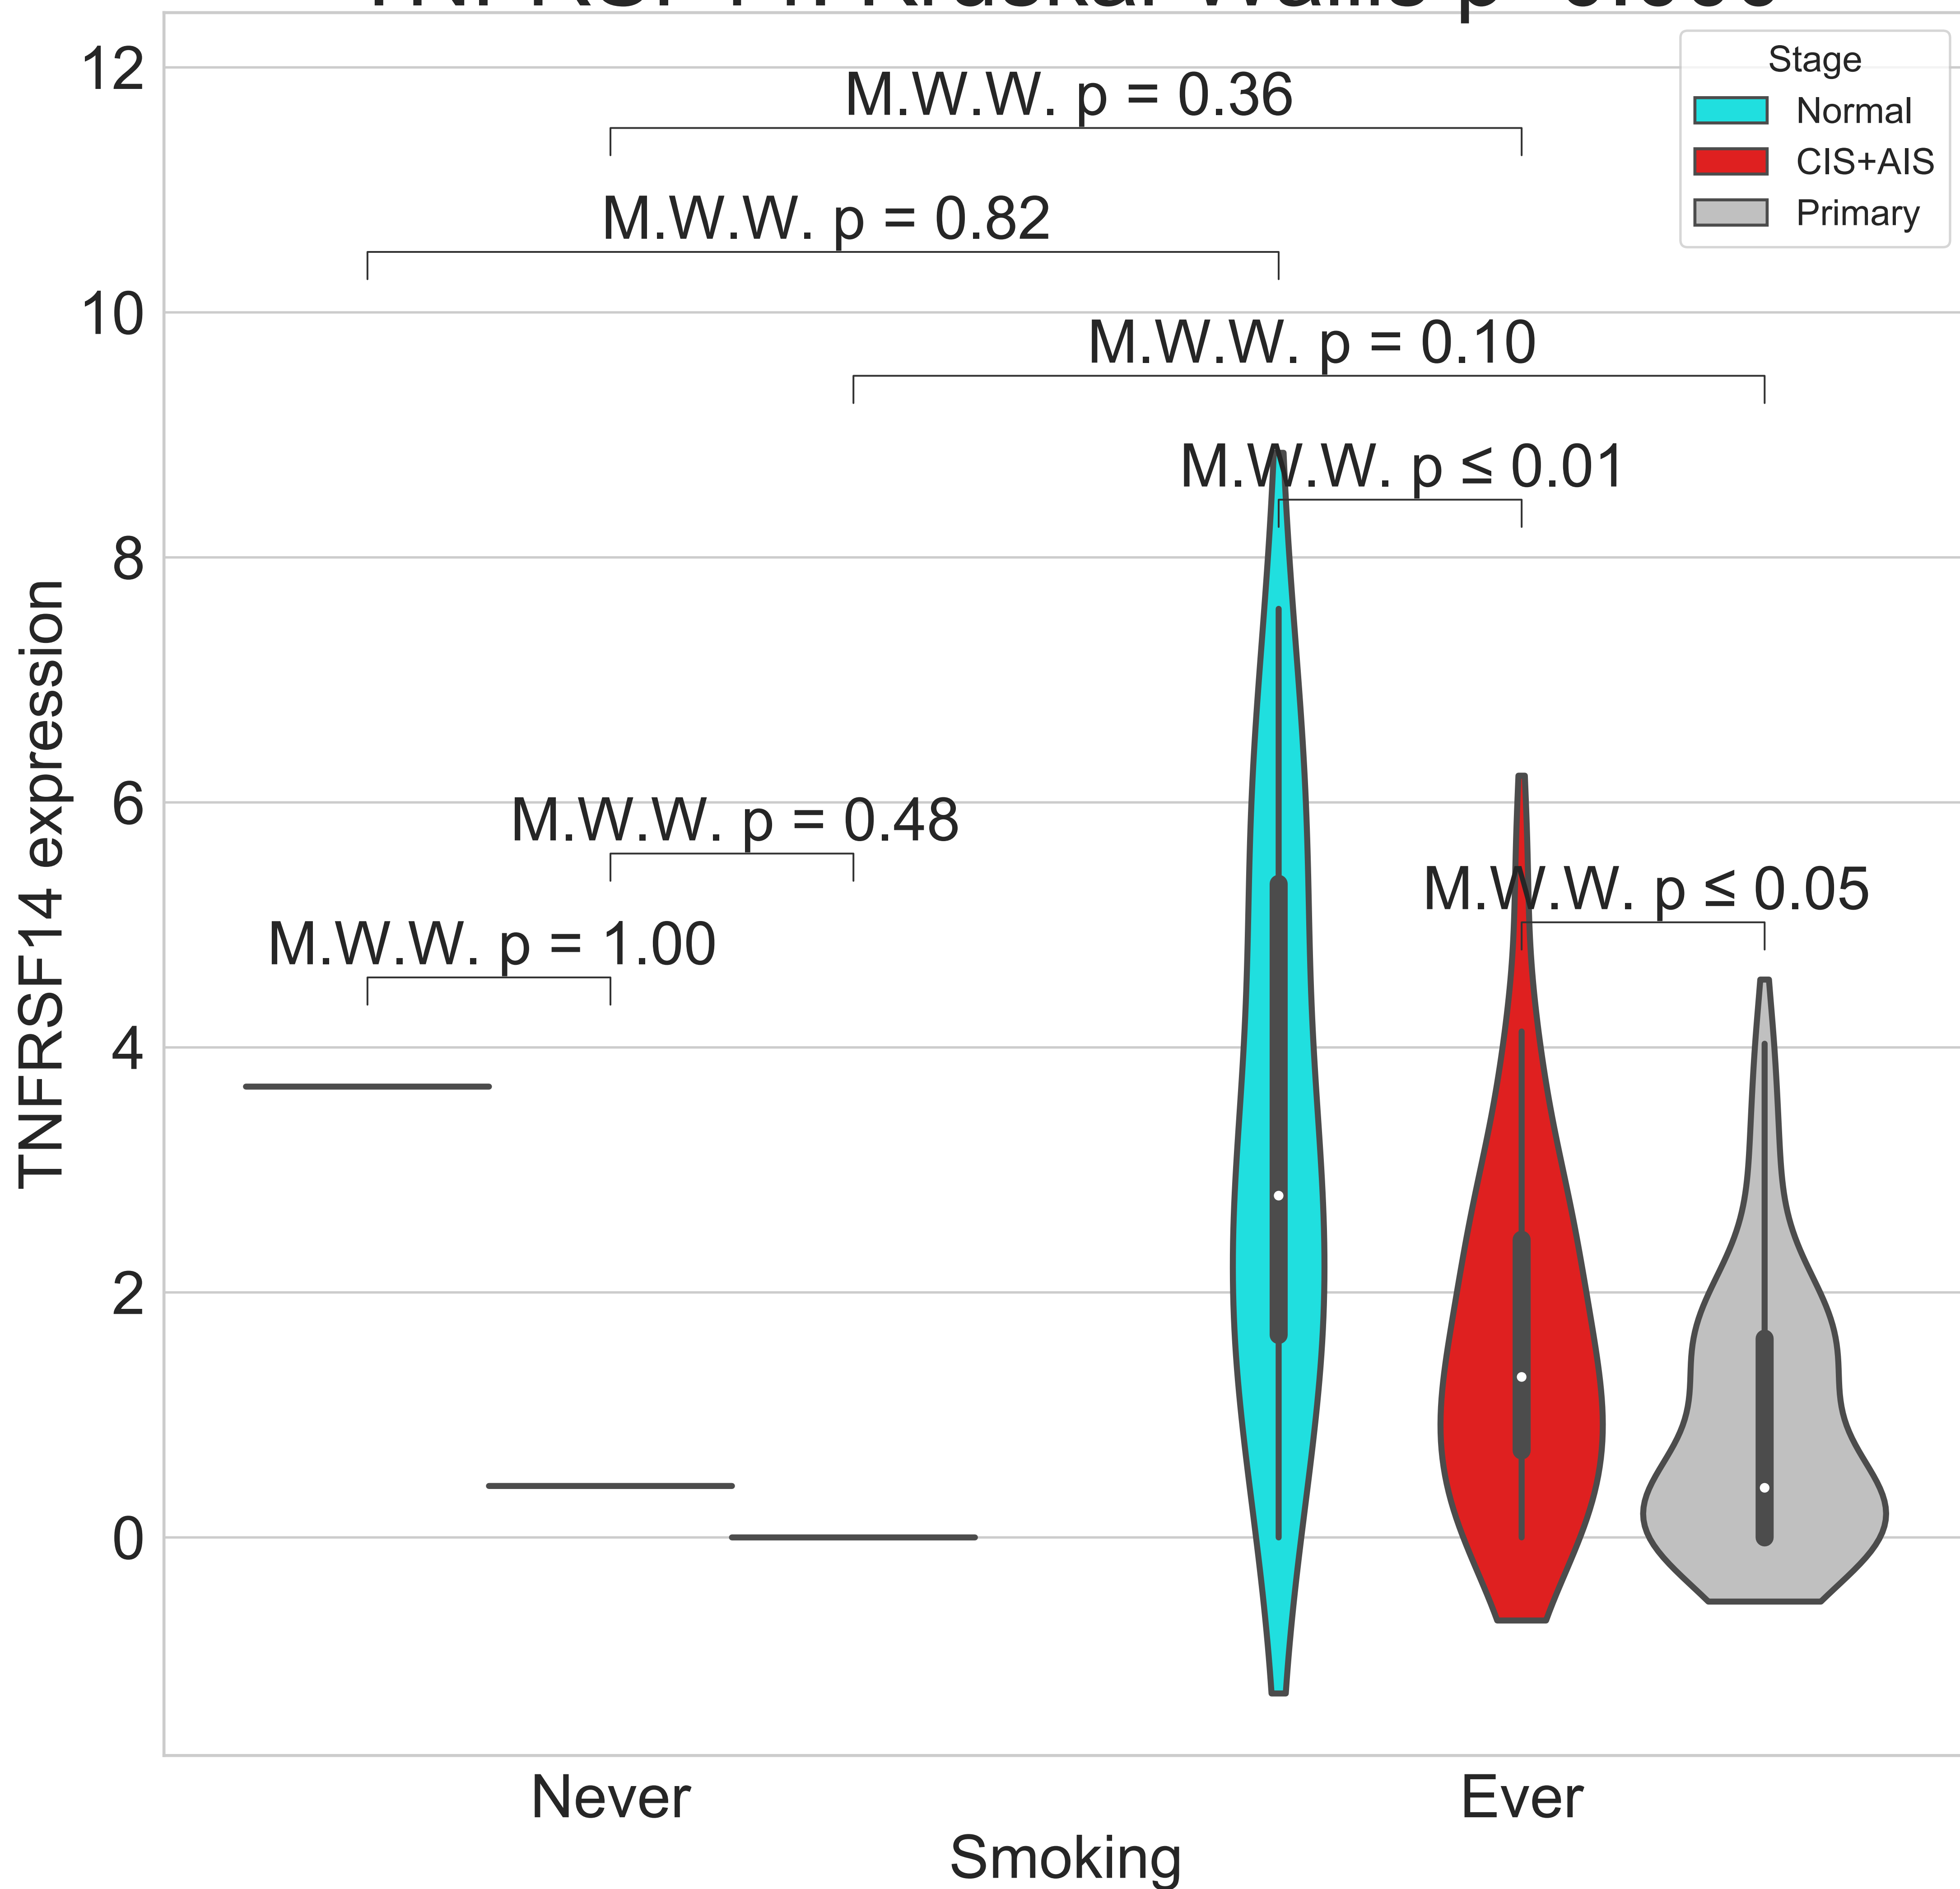 12
10
8
6
4
2
0
TNFRSF14 expression
M.W.W. p = 0.36
M.W.W. p = 0.82
M.W.W. p = 0.10
M.W.W. p ≤ 0.01
M.W.W. p = 0.48
M.W.W. p ≤ 0.05
M.W.W. p = 1.00
Stage
Normal
CIS+AIS
Primary
Never
Ever
Smoking